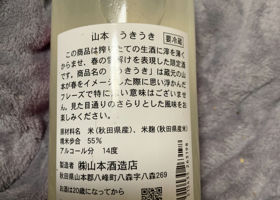 山本 うきうき
要冷蔵
この商品は搾りたての生酒に滓を薄く
からませ、春の雪解けを表現した限定酒
です。商品名の「うきうき」は蔵元の山
本が春をイメージした際に思い浮かんだ
フレーズで特に深い意味はございませ
ん。見た目通りのさらりとした風味をお
楽しみください。
原材料名 米(秋田県産)、米麹(秋田県産米)
精米歩合 55%
アルコール分 14度
製造者 ㈱山本酒造店
秋田県山本郡八峰町八森字八森269
お酒は20歳になってから